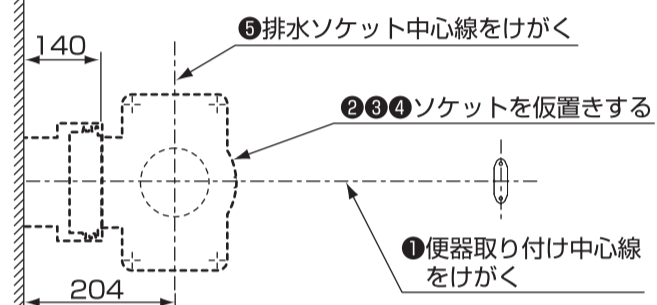 ❺排水ソケット中心線をけがく
140
❷❸❹ソケットを仮置きする
❶便器取り付け中心線
をけがく
204